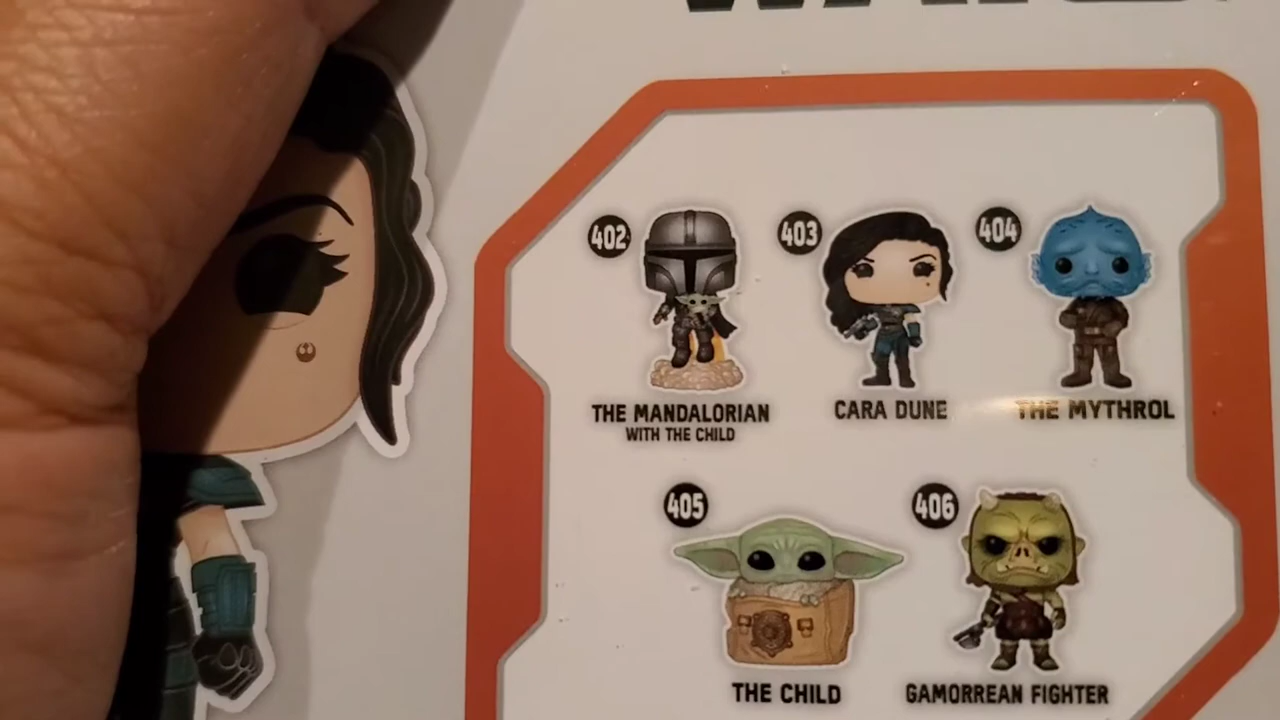 402
403
404
THE MANDALORIAN
WITH THE CHILD
CARA DUNE
THE MYTHROL
405
406
THE CHILD
GAMORREAN FIGHTER